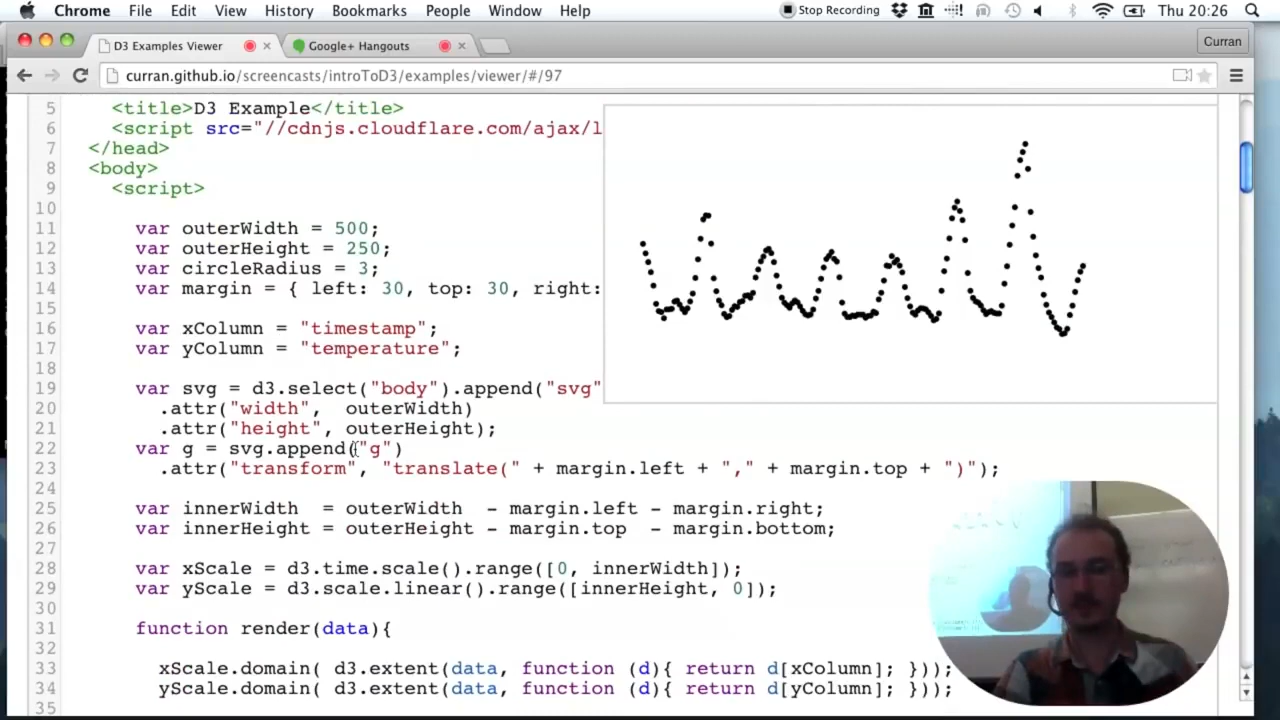 Chrome File Edit View History Bookmarks People Window Help Stop Recording Thu 20:26
D3 Examples Viewer Google+ Hangouts Curran
curran.github.io/screencasts/introToD3/examples/viewer/#/97
5 <title>D3 Example</title>
6 <script src="//cdnjs.cloudflare.com/ajax/l
7 </head>
8 <body>
9 <script>
10
11 var outerWidth = 500;
12 var outerHeight = 250;
13 var circleRadius = 3;
14 var margin = { left: 30, top: 30, right:
15
16 var xColumn = "timestamp";
17 var yColumn = "temperature";
18
19 var svg = d3.select("body").append("svg"
20 .attr("width", outerWidth)
21 .attr("height", outerHeight);
22 var g = svg.append("g")
23 .attr("transform", "translate(" + margin.left + "," + margin.top + ")");
24
25 var innerWidth = outerWidth - margin.left - margin.right;
26 var innerHeight = outerHeight - margin.top - margin.bottom;
27
28 var xScale = d3.time.scale().range([0, innerWidth]);
29 var yScale = d3.scale.linear().range([innerHeight, 0]);
30
31 function render(data){
32
33 xScale.domain( d3.extent(data, function (d){ return d[xColumn]; }));
34 yScale.domain( d3.extent(data, function (d){ return d[yColumn]; }));
35